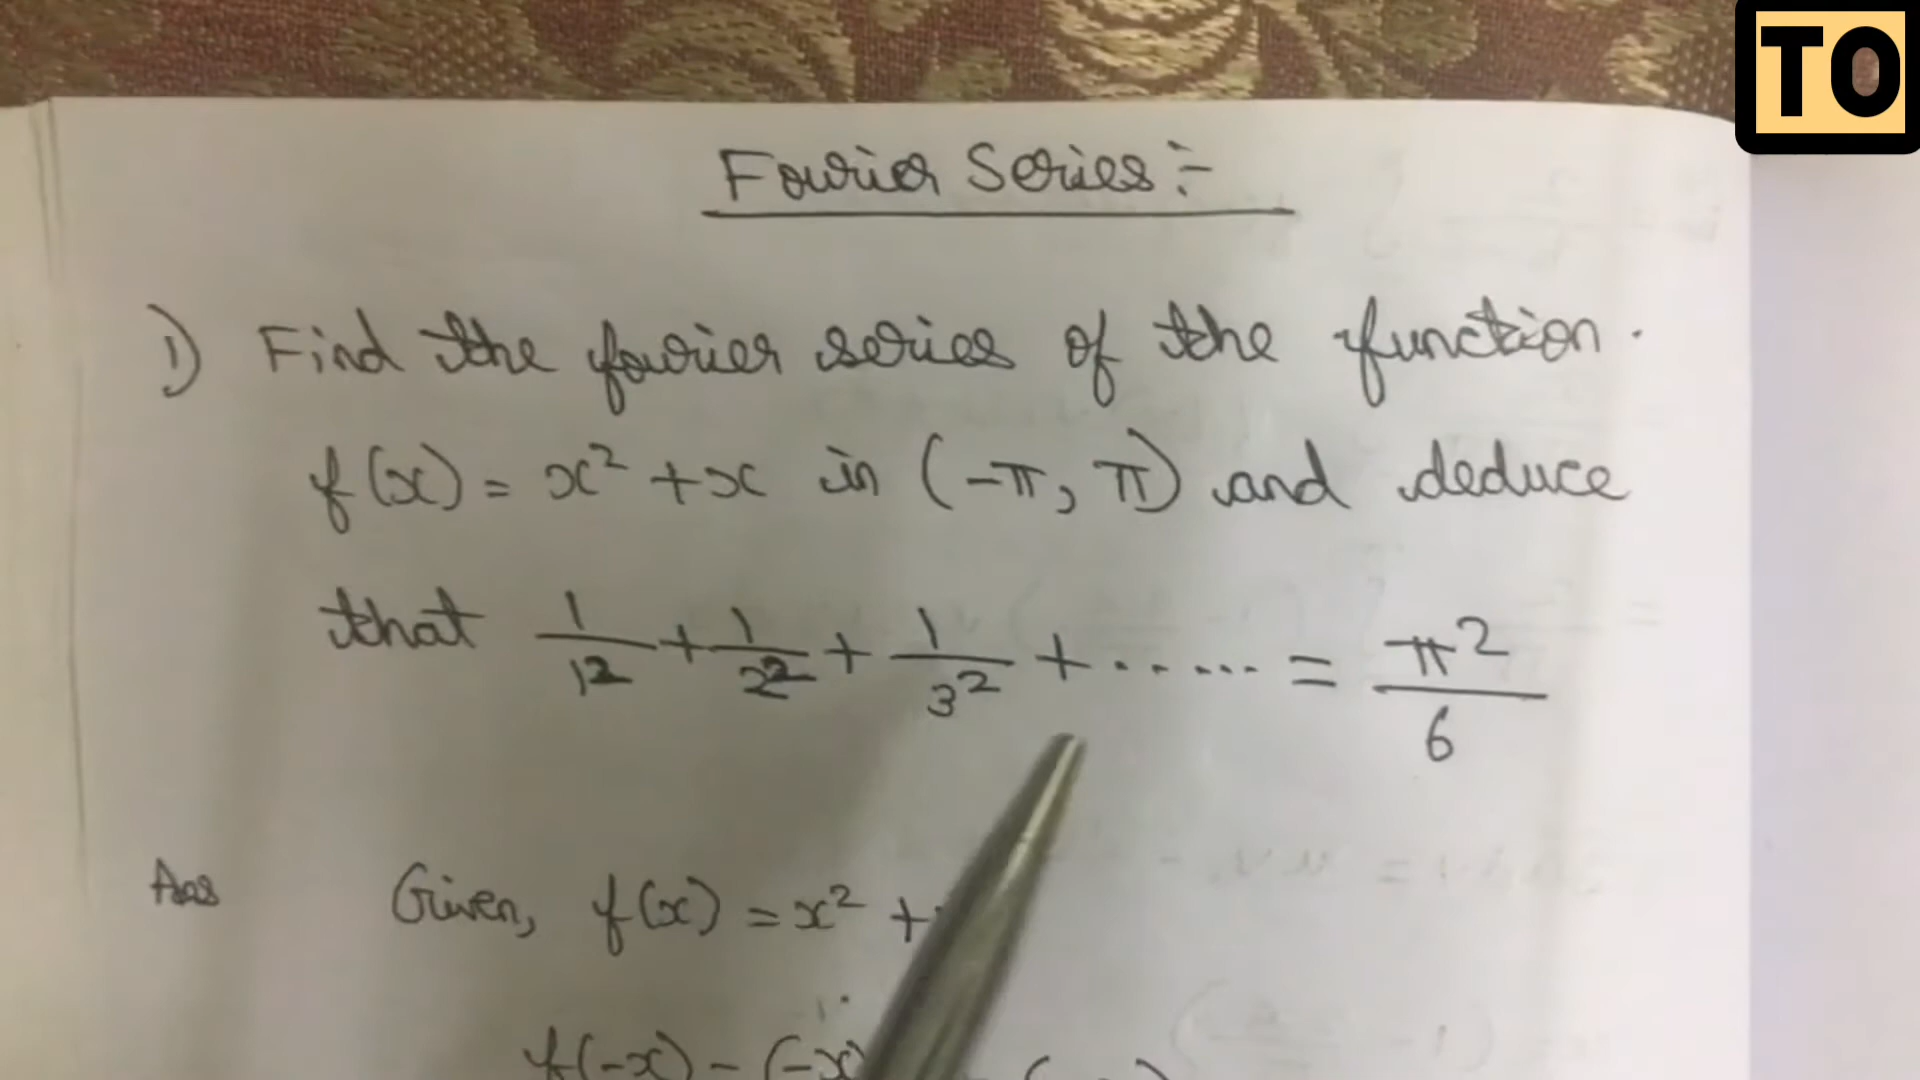 TO
Fourier Series :-
1) Find the fourier series of the function.
f(x) = x² + x in (-π, π) and deduce
that 1/1² + 1/2² + 1/3² + ...... = π²/6
Ans Given, f(x) = x² +
f(-x) = (-x)